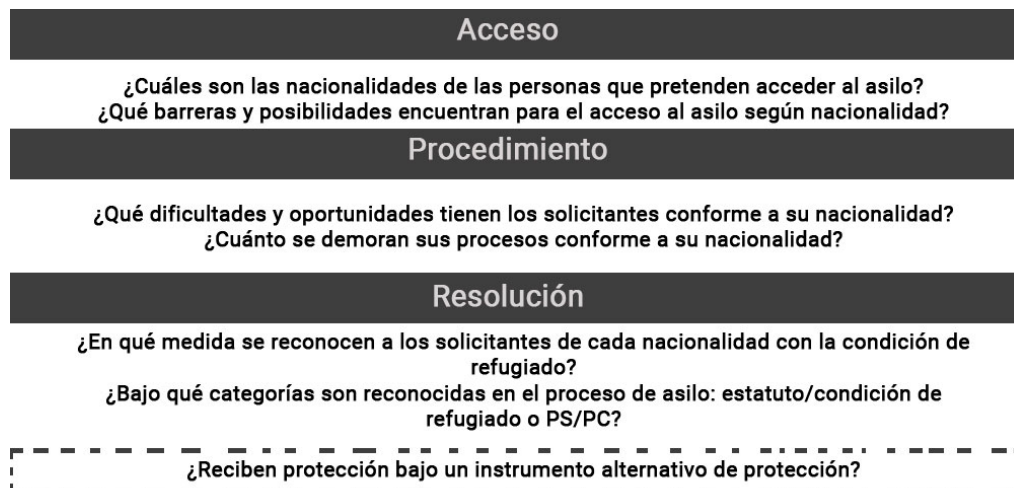 Acceso
¿Cuáles son las nacionalidades de las personas que pretenden acceder al asilo?
¿Qué barreras y posibilidades encuentran para el acceso al asilo según nacionalidad?
Procedimiento
¿Qué dificultades y oportunidades tienen los solicitantes conforme a su nacionalidad?
¿Cuánto se demoran sus procesos conforme a su nacionalidad?
Resolución
¿En qué medida se reconocen a los solicitantes de cada nacionalidad con la condición de
refugiado?
¿Bajo qué categorías son reconocidas en el proceso de asilo: estatuto/condición de
refugiado o PS/PC?
¿Reciben protección bajo un instrumento alternativo de protección?